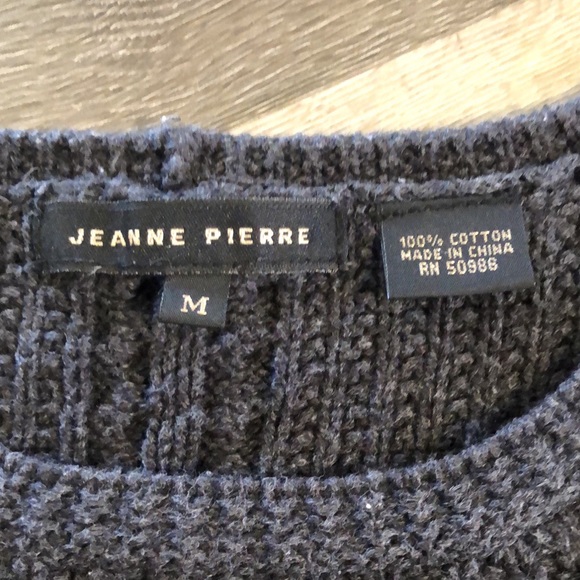 JEANNE PIERRE
M
100% COTTON
MADE IN CHINA
RN 50986